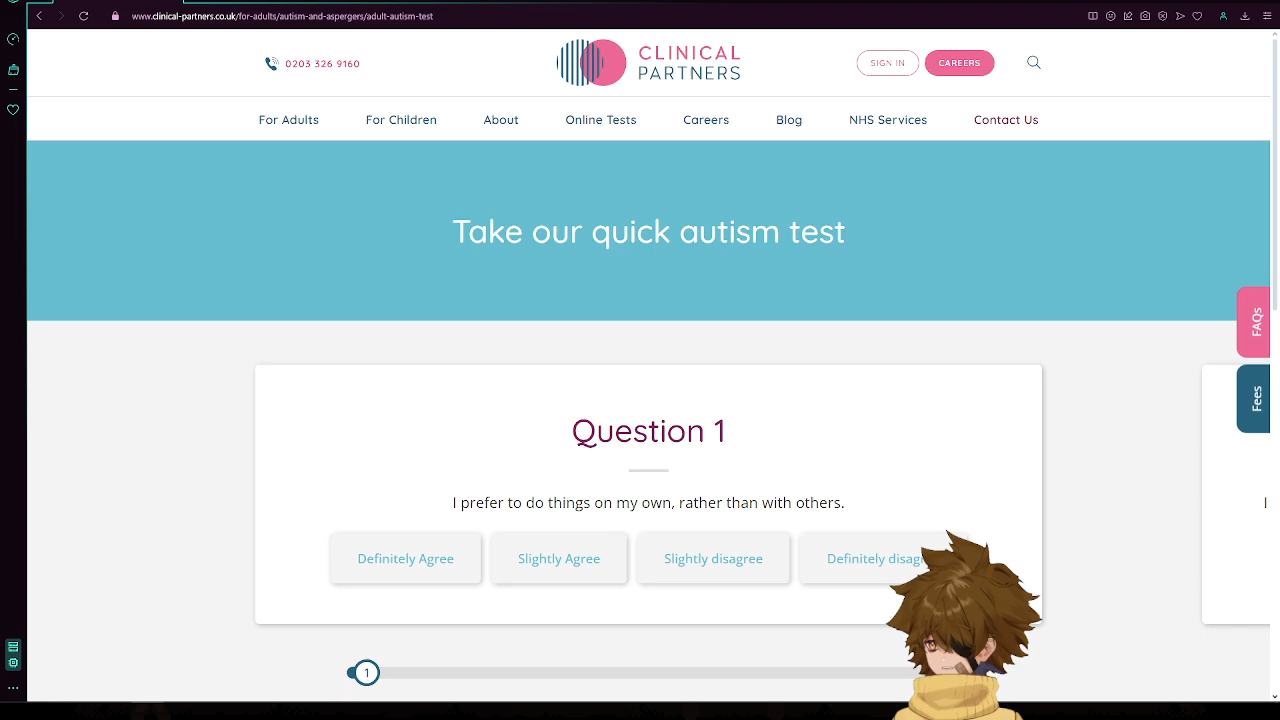 www.clinical-partners.co.uk/for-adults/autism-and-aspergers/adult-autism-test
0203 326 9160
CLINICAL
PARTNERS
SIGN IN
CAREERS
For Adults
For Children
About
Online Tests
Careers
Blog
NHS Services
Contact Us
Take our quick autism test
FAQs
Fees
Question 1
I prefer to do things on my own, rather than with others.
I
Definitely Agree
Slightly Agree
Slightly disagree
Definitely disag
1